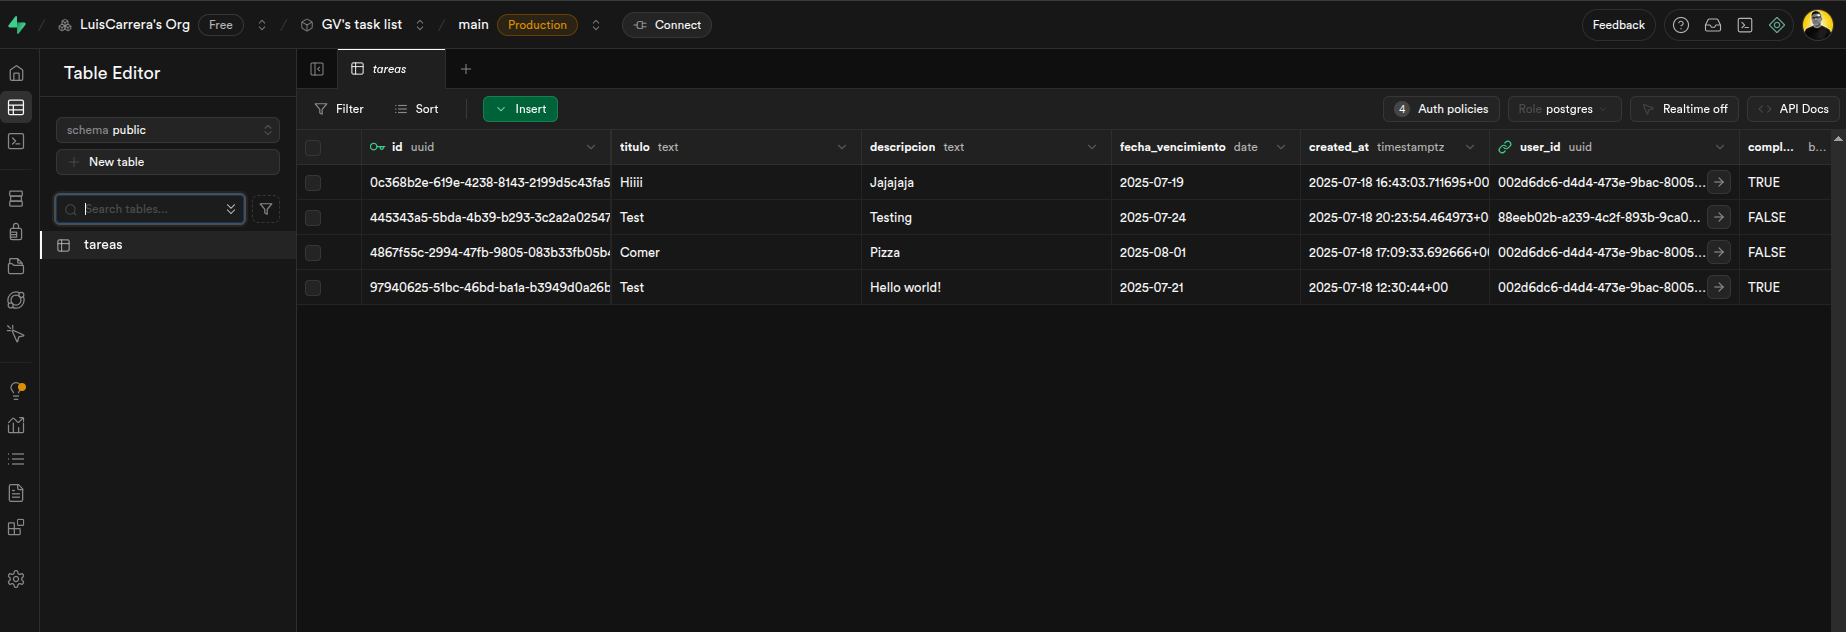 LuisCarrera's Org Free GV's task list main Production Connect Feedback
Table Editor
tareas
Filter Sort Insert 4 Auth policies Role postgres Realtime off API Docs
schema public
New table
Search tables...
tareas
id uuid titulo text descripcion text fecha_vencimiento date created_at timestamptz user_id uuid compl... b...
0c368b2e-619e-4238-8143-2199d5c43fa5 Hiiii Jajajaja 2025-07-19 2025-07-18 16:43:03.711695+00 002d6dc6-d4d4-473e-9bac-8005... TRUE
445343a5-5bda-4b39-b293-3c2a2a02547 Test Testing 2025-07-24 2025-07-18 20:23:54.464973+0 88eeb02b-a239-4c2f-893b-9ca0... FALSE
4867f55c-2994-47fb-9805-083b33fb05b4 Comer Pizza 2025-08-01 2025-07-18 17:09:33.692666+00 002d6dc6-d4d4-473e-9bac-8005... FALSE
97940625-51bc-46bd-ba1a-b3949d0a26b Test Hello world! 2025-07-21 2025-07-18 12:30:44+00 002d6dc6-d4d4-473e-9bac-8005... TRUE